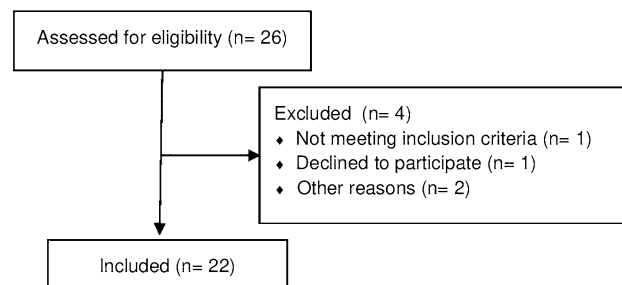 Assessed for eligibility (n= 26)
Excluded  (n= 4)
♦ Not meeting inclusion criteria (n= 1)
♦ Declined to participate (n= 1)
♦ Other reasons (n= 2)
Included (n= 22)